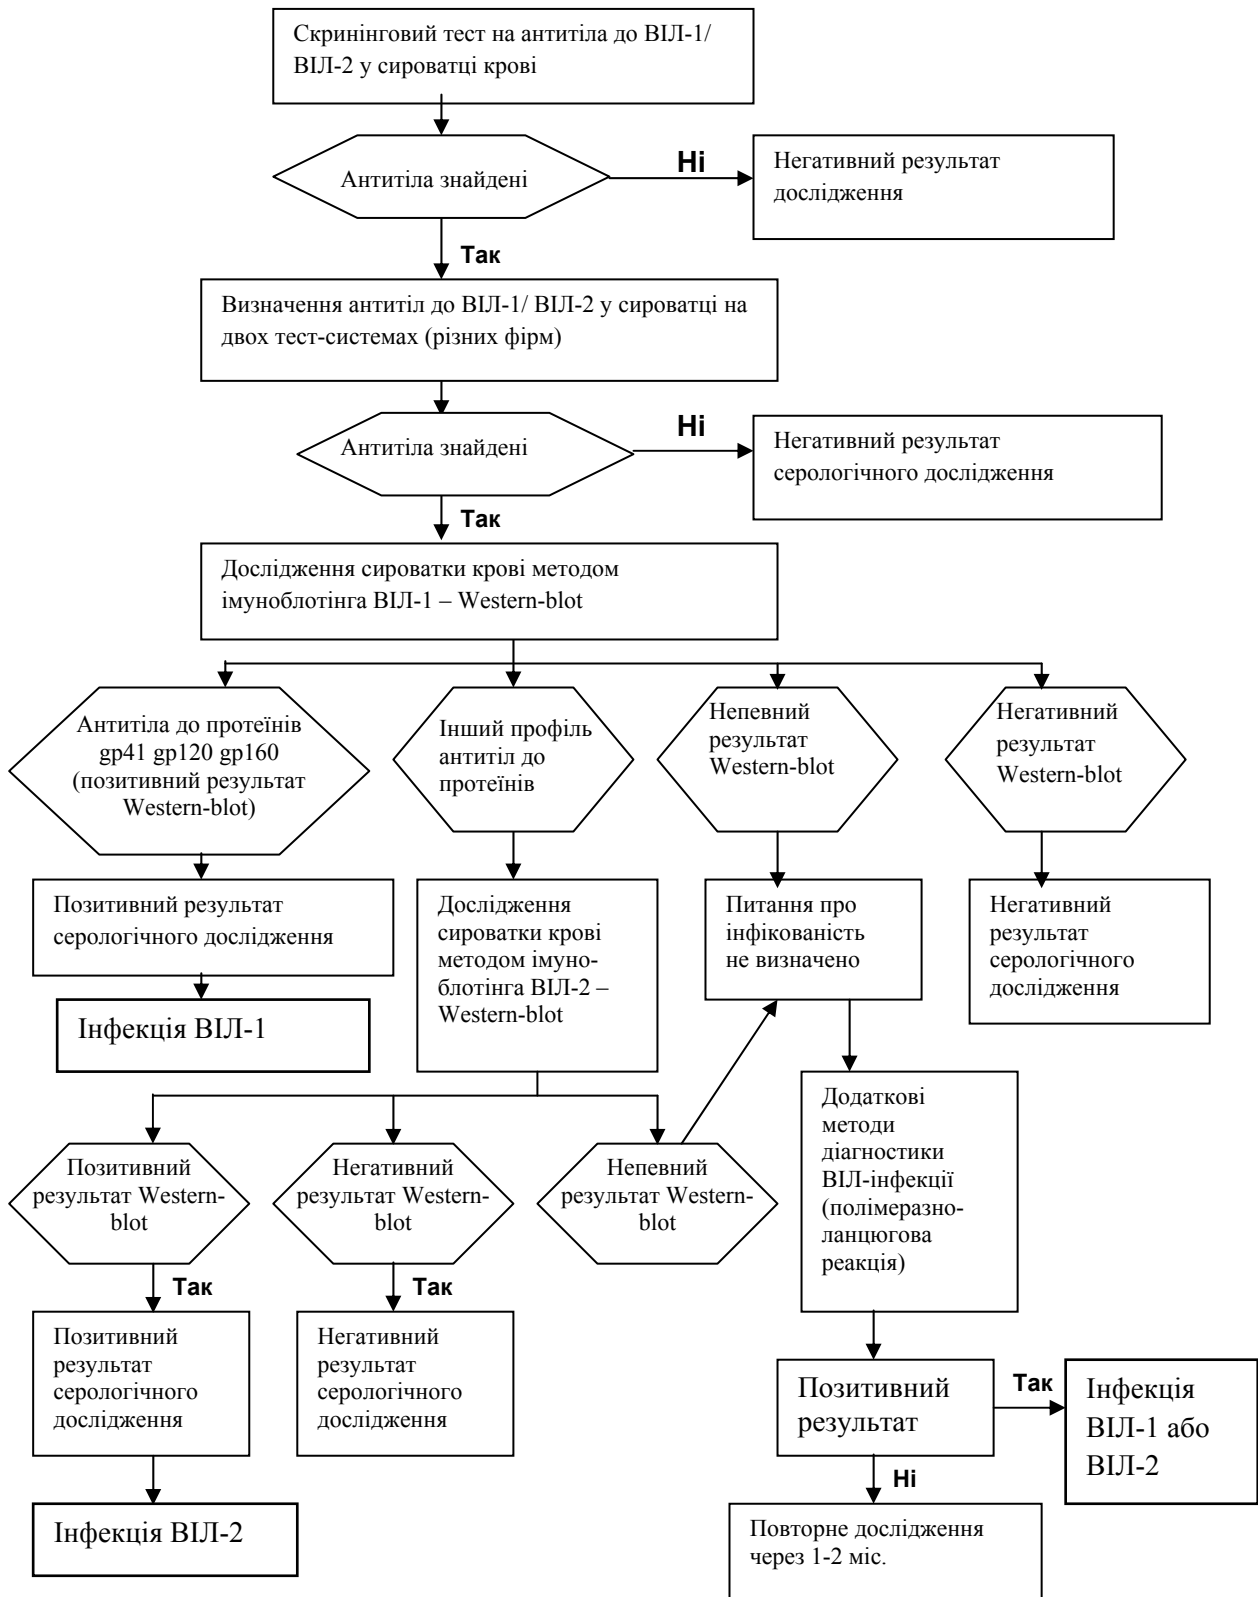 Скринінговий тест на антитіла до ВІЛ-1/
ВІЛ-2 у сироватці крові
Антитіла знайдені
Ні
Негативний результат
дослідження
Так
Визначення антитіл до ВІЛ-1/ ВІЛ-2 у сироватці на
двох тест-системах (різних фірм)
Антитіла знайдені
Ні
Негативний результат
серологічного дослідження
Так
Дослідження сироватки крові методом
імуноблотінга ВІЛ-1 – Western-blot
Антитіла до протеїнів
gp41 gp120 gp160
(позитивний результат
Western-blot)
Інший профіль
антитіл до
протеїнів
Непевний
результат
Western-blot
Негативний
результат
Western-blot
Позитивний результат
серологічного дослідження
Дослідження
сироватки крові
методом імуно-
блотінга ВІЛ-2 –
Western-blot
Питання про
інфікованість
не визначено
Негативний
результат
серологічного
дослідження
Інфекція ВІЛ-1
Додаткові
методи
діагностики
ВІЛ-інфекції
(полімеразно-
ланцюгова
реакція)
Позитивний
результат Western-
blot
Негативний
результат Western-
blot
Непевний
результат Western-
blot
Так
Так
Позитивний
результат
серологічного
дослідження
Негативний
результат
серологічного
дослідження
Позитивний
результат
Так
Інфекція
ВІЛ-1 або
ВІЛ-2
Ні
Інфекція ВІЛ-2
Повторне дослідження
через 1-2 міс.